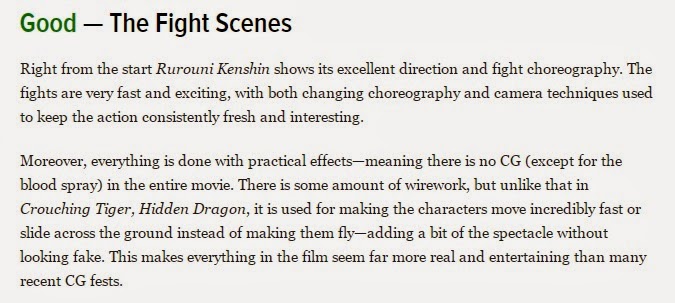 Good — The Fight Scenes
Right from the start Rurouni Kenshin shows its excellent direction and fight choreography. The
fights are very fast and exciting, with both changing choreography and camera techniques used
to keep the action consistently fresh and interesting.
Moreover, everything is done with practical effects—meaning there is no CG (except for the
blood spray) in the entire movie. There is some amount of wirework, but unlike that in
Crouching Tiger, Hidden Dragon, it is used for making the characters move incredibly fast or
slide across the ground instead of making them fly—adding a bit of the spectacle without
looking fake. This makes everything in the film seem far more real and entertaining than many
recent CG fests.